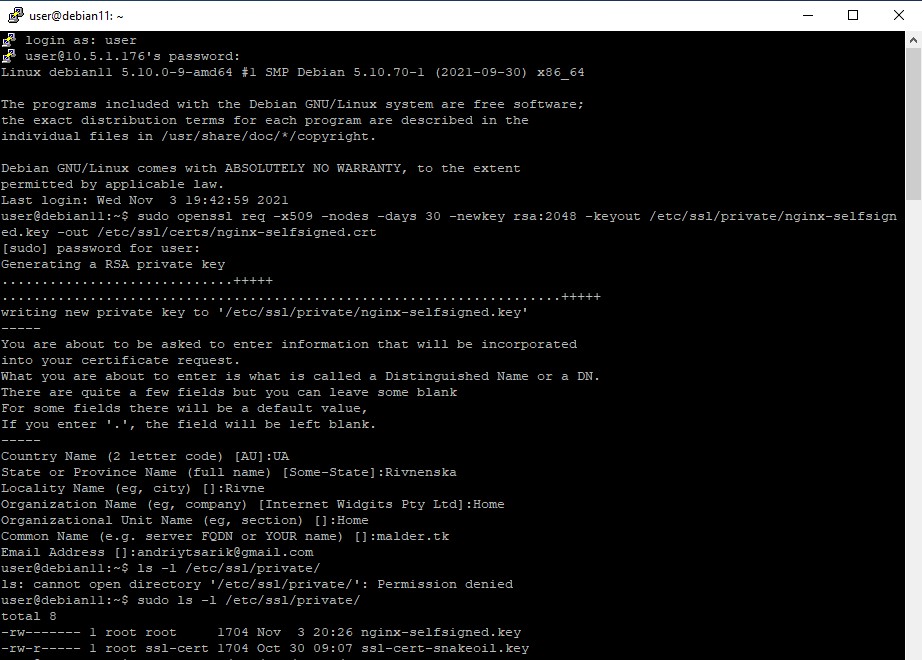 user@debian11: ~
login as: user
user@10.5.1.176's password:
Linux debian11 5.10.0-9-amd64 #1 SMP Debian 5.10.70-1 (2021-09-30) x86_64
The programs included with the Debian GNU/Linux system are free software;
the exact distribution terms for each program are described in the
individual files in /usr/share/doc/*/copyright.
Debian GNU/Linux comes with ABSOLUTELY NO WARRANTY, to the extent
permitted by applicable law.
Last login: Wed Nov  3 19:42:59 2021
user@debian11:~$ sudo openssl req -x509 -nodes -days 30 -newkey rsa:2048 -keyout /etc/ssl/private/nginx-selfsign
ed.key -out /etc/ssl/certs/nginx-selfsigned.crt
[sudo] password for user:
Generating a RSA private key
.............................+++++
......................................................................+++++
writing new private key to '/etc/ssl/private/nginx-selfsigned.key'
-----
You are about to be asked to enter information that will be incorporated
into your certificate request.
What you are about to enter is what is called a Distinguished Name or a DN.
There are quite a few fields but you can leave some blank
For some fields there will be a default value,
If you enter '.', the field will be left blank.
-----
Country Name (2 letter code) [AU]:UA
State or Province Name (full name) [Some-State]:Rivnenska
Locality Name (eg, city) []:Rivne
Organization Name (eg, company) [Internet Widgits Pty Ltd]:Home
Organizational Unit Name (eg, section) []:Home
Common Name (e.g. server FQDN or YOUR name) []:malder.tk
Email Address []:andriytsarik@gmail.com
user@debian11:~$ ls -l /etc/ssl/private/
ls: cannot open directory '/etc/ssl/private/': Permission denied
user@debian11:~$ sudo ls -l /etc/ssl/private/
total 8
-rw------- 1 root root     1704 Nov  3 20:26 nginx-selfsigned.key
-rw-r----- 1 root ssl-cert 1704 Oct 30 09:07 ssl-cert-snakeoil.key